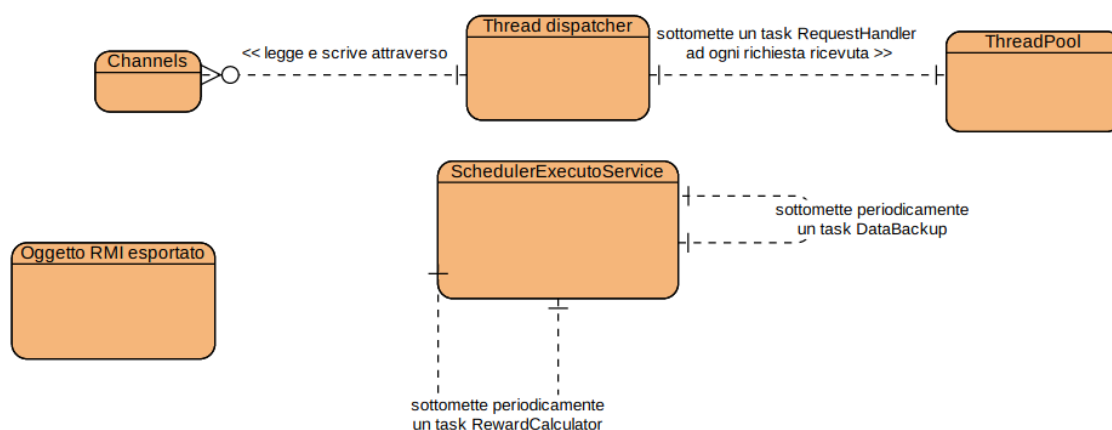 Channels
<< legge e scrive attraverso
Thread dispatcher
sottomette un task RequestHandler
ad ogni richiesta ricevuta >>
ThreadPool
SchedulerExecutoService
sottomette periodicamente
un task DataBackup
Oggetto RMI esportato
sottomette periodicamente
un task RewardCalculator